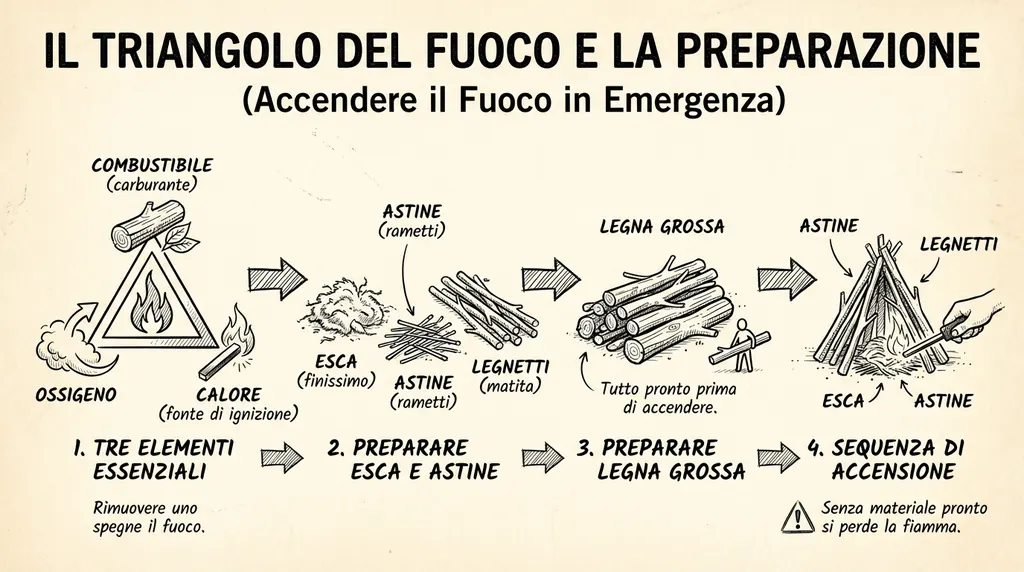 IL TRIANGOLO DEL FUOCO E LA PREPARAZIONE
(Accendere il Fuoco in Emergenza)
COMBUSTIBILE
(carburante)
OSSIGENO
CALORE
(fonte di ignizione)
1. TRE ELEMENTI
ESSENZIALI
Rimuovere uno
spegne il fuoco.
ASTINE
(rametti)
ESCA
(finissimo)
ASTINE
(rametti)
LEGNETTI
(matita)
2. PREPARARE
ESCA E ASTINE
LEGNA GROSSA
Tutto pronto prima
di accendere.
3. PREPARARE
LEGNA GROSSA
ASTINE
LEGNETTI
ESCA
ASTINE
4. SEQUENZA DI
ACCENSIONE
Senza materiale pronto
si perde la fiamma.